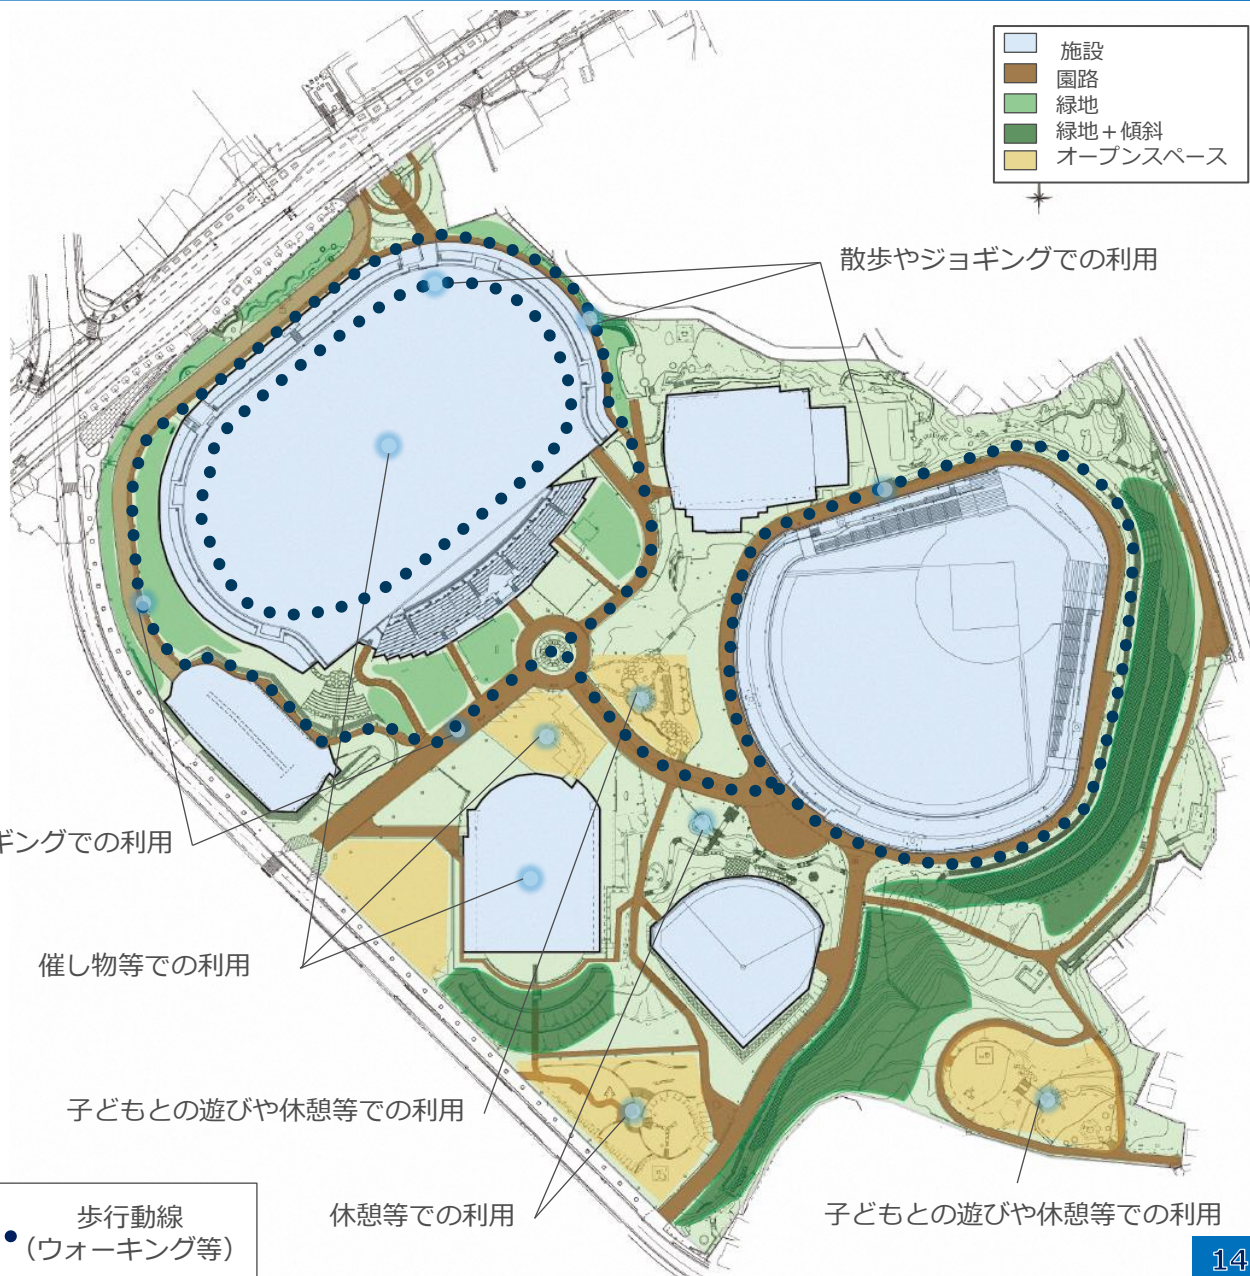 施設
園路
緑地
緑地+傾斜
オープンスペース
散歩やジョギングでの利用
ギングでの利用
催し物等での利用
子どもとの遊びや休憩等での利用
休憩等での利用
子どもとの遊びや休憩等での利用
歩行動線
(ウォーキング等)
14